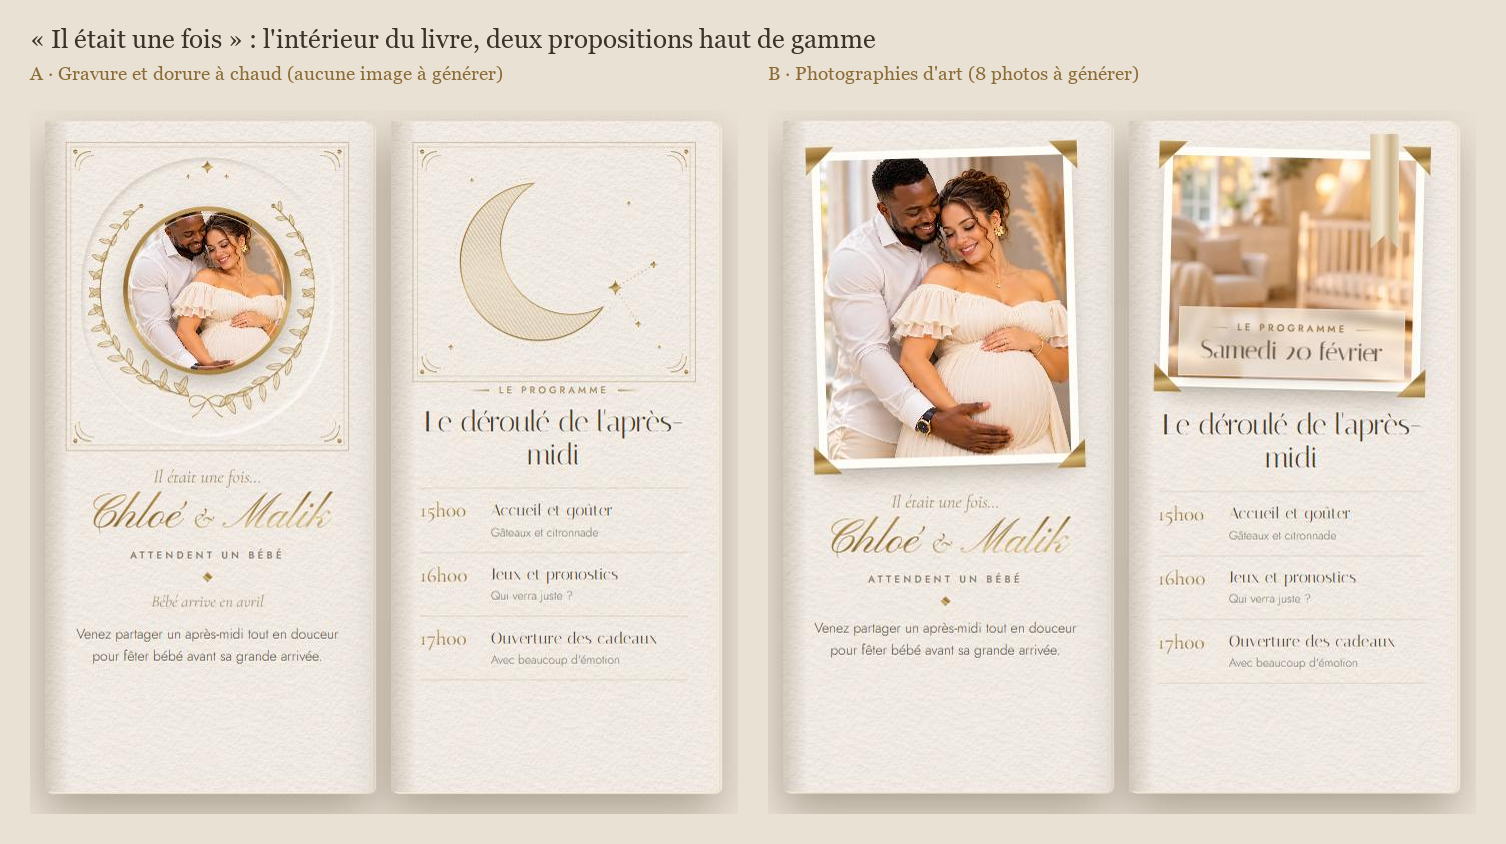 « Il était une fois » : l'intérieur du livre, deux propositions haut de gamme
A · Gravure et dorure à chaud (aucune image à générer)
Il était une fois...
Chloé & Malik
ATTENDENT UN BÉBÉ
Bébé arrive en avril
Venez partager un après-midi tout en douceur
pour fêter bébé avant sa grande arrivée.
LE PROGRAMME
Le déroulé de l'après-
midi
15h00 Accueil et goûter
Gâteaux et citronnade
16h00 Jeux et pronostics
Qui verra juste ?
17h00 Ouverture des cadeaux
Avec beaucoup d'émotion
B · Photographies d'art (8 photos à générer)
Il était une fois...
Chloé & Malik
ATTENDENT UN BÉBÉ
Venez partager un après-midi tout en douceur
pour fêter bébé avant sa grande arrivée.
LE PROGRAMME
Samedi 20 février
Le déroulé de l'après-
midi
15h00 Accueil et goûter
Gâteaux et citronnade
16h00 Jeux et pronostics
Qui verra juste ?
17h00 Ouverture des cadeaux
Avec beaucoup d'émotion